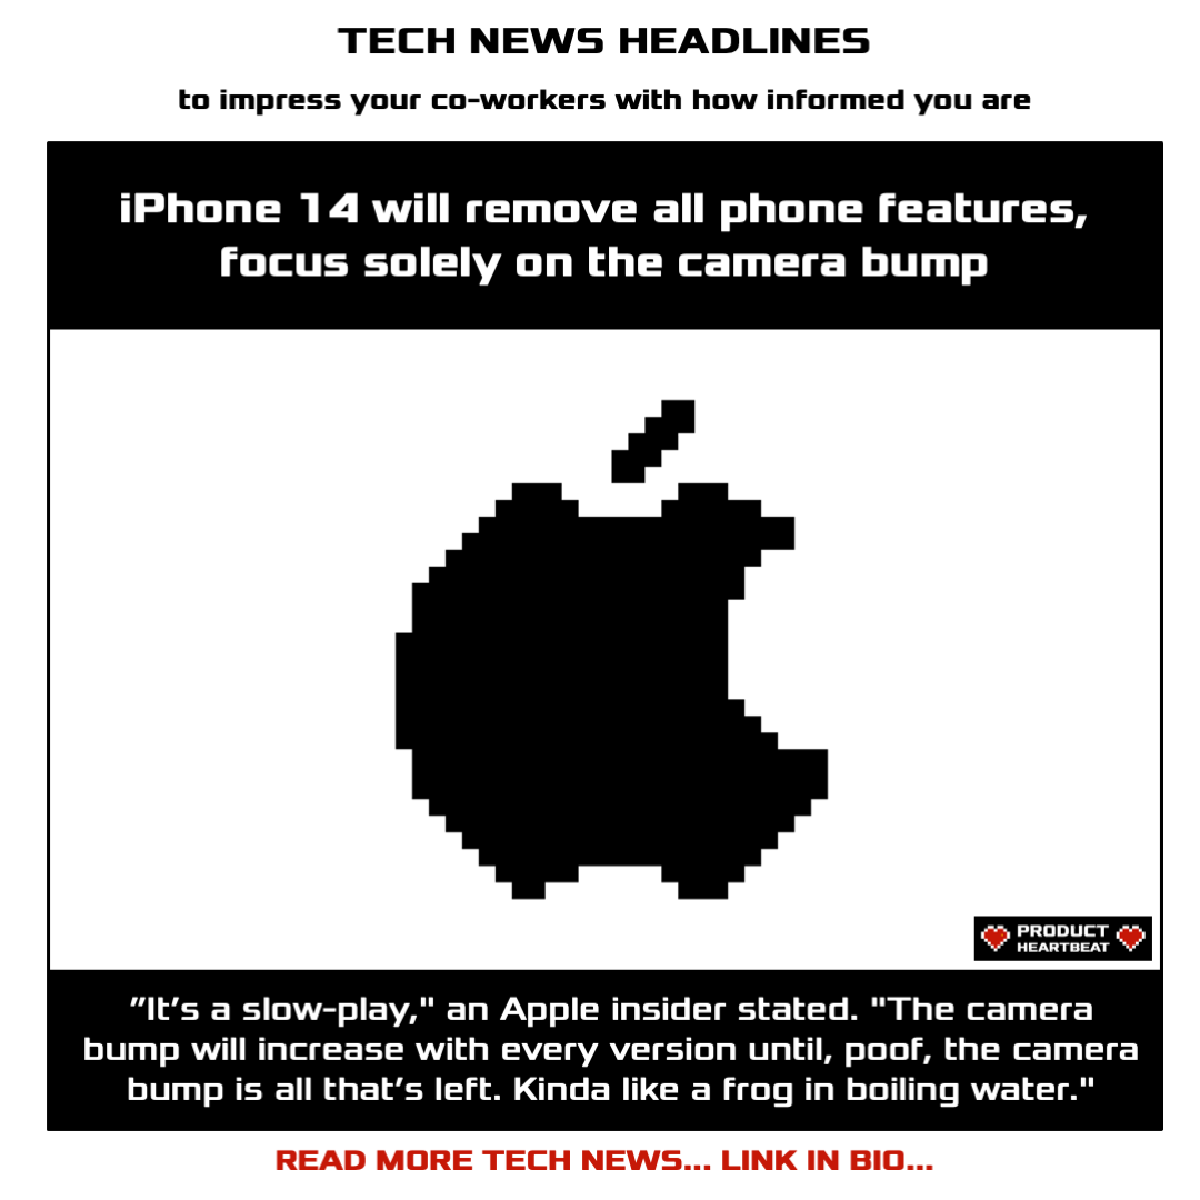 TECH NEWS HEADLINES
to impress your co-workers with how informed you are
iPhone 14 will remove all phone features,
focus solely on the camera bump
PRODUCT
HEARTBEAT
"It's a slow-play," an Apple insider stated. "The camera
bump will increase with every version until, poof, the camera
bump is all that's left. Kinda like a frog in boiling water."
READ MORE TECH NEWS... LINK IN BIO...